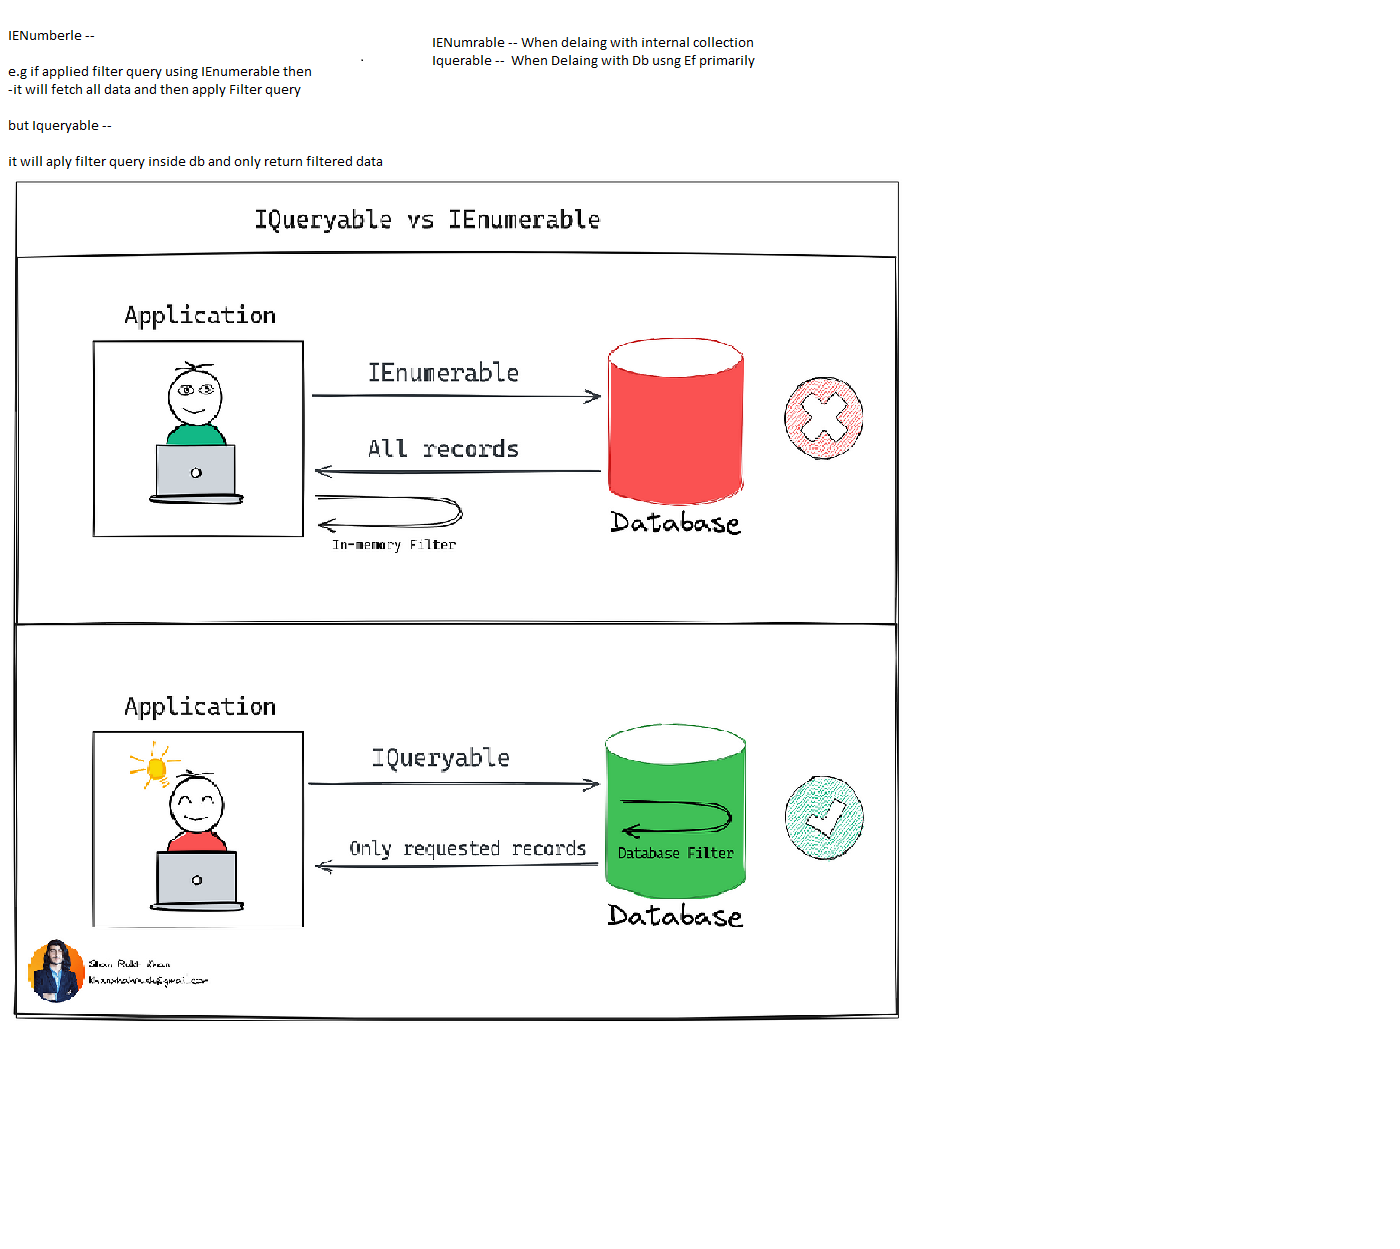 IENumberle --
e.g if applied filter query using IEnumerable then
-it will fetch all data and then apply Filter query
but Iqueryable --
it will aply filter query inside db and only return filtered data
IENumrable -- When delaing with internal collection
Iquerable --  When Delaing with Db usng Ef primarily
IQueryable vs IEnumerable
Application
IEnumerable
All records
In-memory Filter
Database
Application
IQueryable
Only requested records
Database Filter
Database
Khan